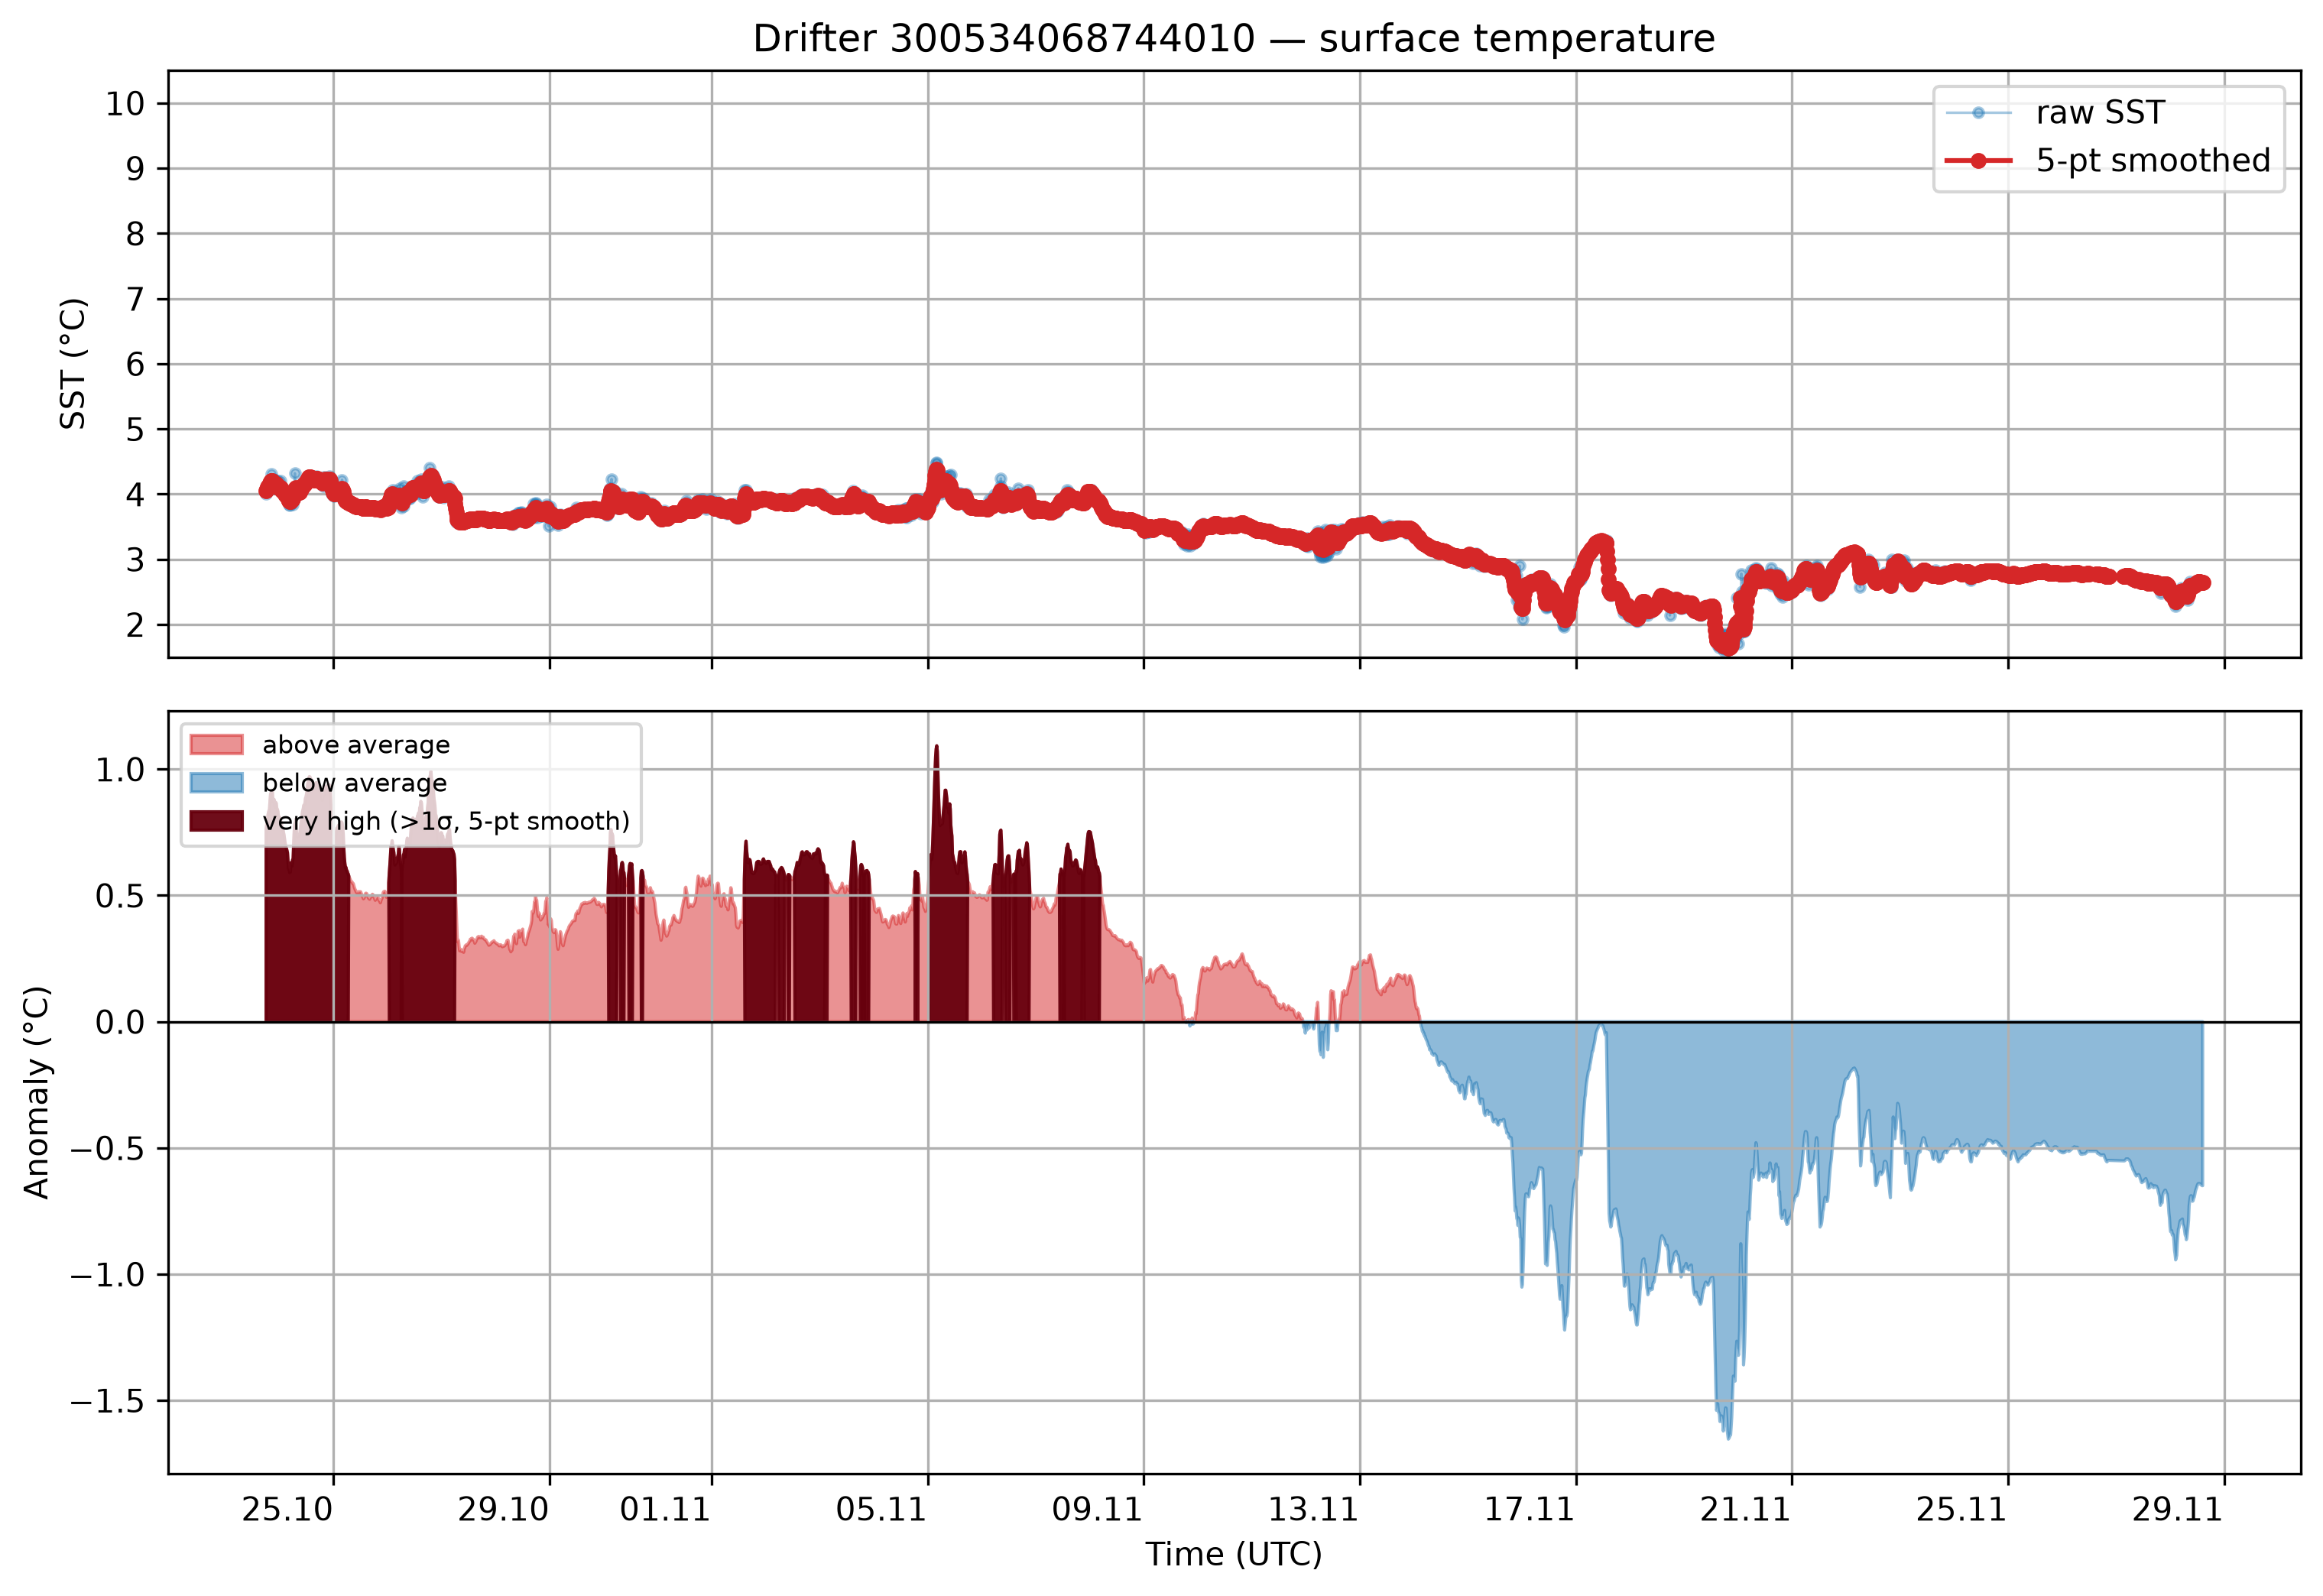 Drifter 300534068744010 — surface temperature
10
9
8
7
6
5
4
3
2
SST (°C)
raw SST
5-pt smoothed
above average
below average
very high (>1σ, 5-pt smooth)
1.0
0.5
0.0
−0.5
−1.0
−1.5
Anomaly (°C)
25.10 29.10 01.11 05.11 09.11 13.11 17.11 21.11 25.11 29.11
Time (UTC)